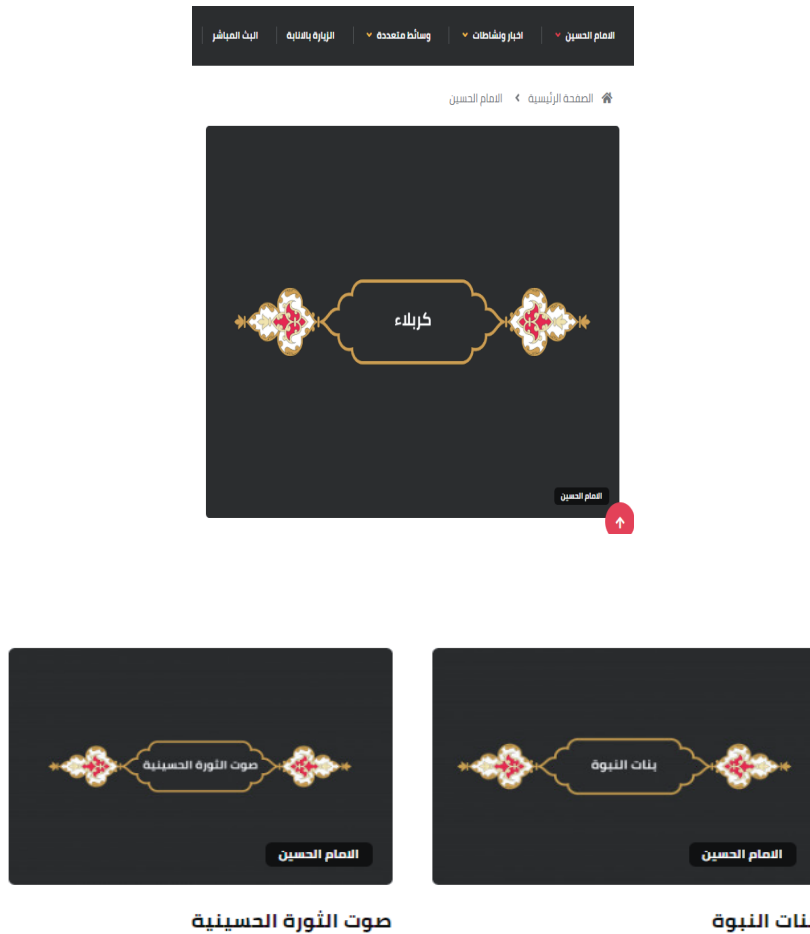 الامام الحسين
اخبار ونشاطات
وسائط متعددة
الزيارة بالانابة
البث المباشر
الصفحة الرئيسية › الامام الحسين
كربلاء
الامام الحسين
بنات النبوة
الامام الحسين
بنات النبوة
صوت الثورة الحسينية
الامام الحسين
صوت الثورة الحسينية